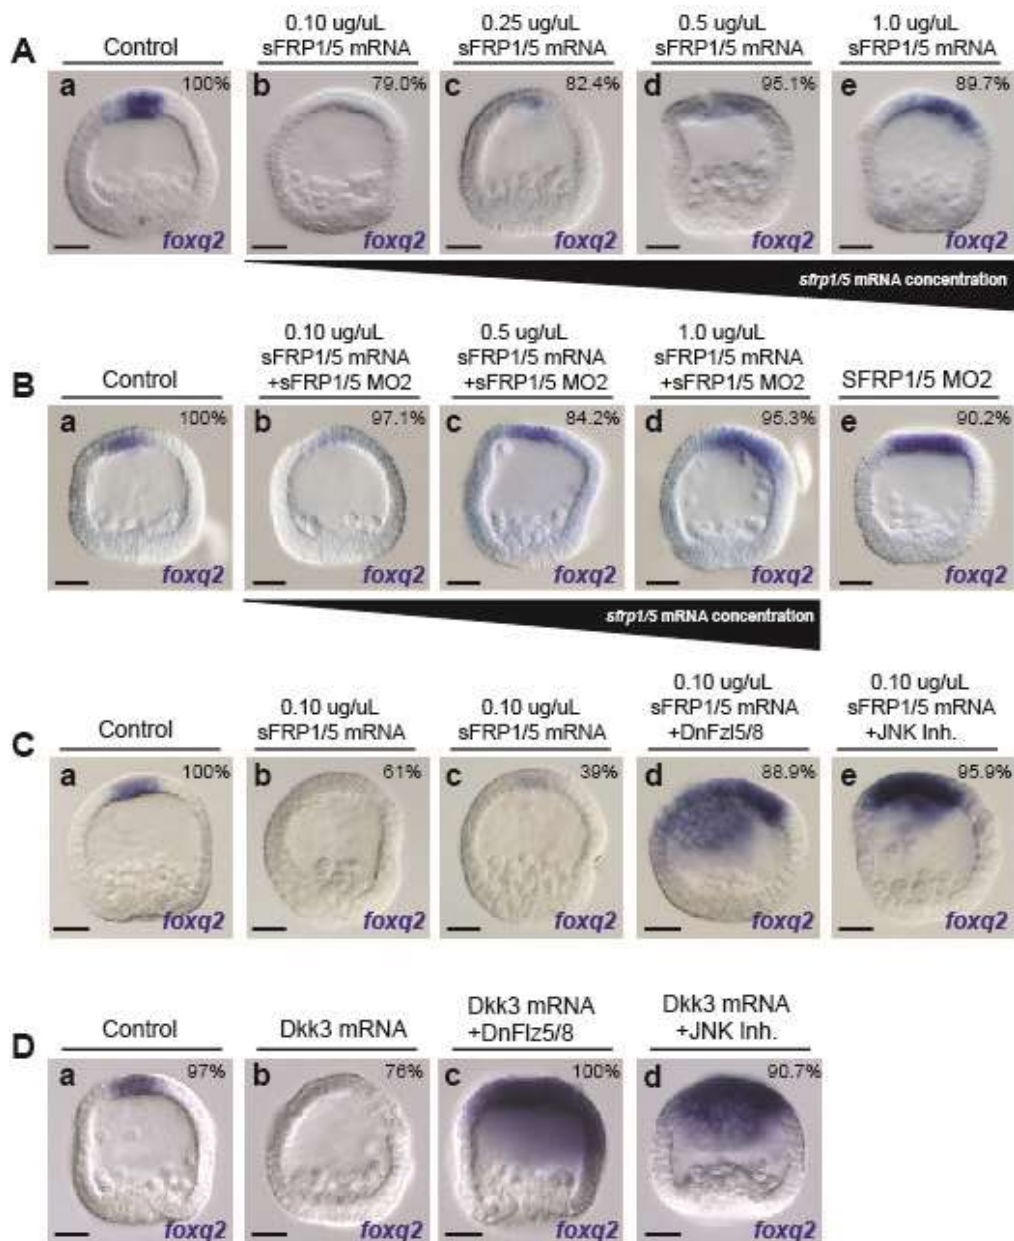 A
Control
0.10 ug/uL
sFRP1/5 mRNA
0.25 ug/uL
sFRP1/5 mRNA
0.5 ug/uL
sFRP1/5 mRNA
1.0 ug/uL
sFRP1/5 mRNA
a 100% foxq2
b 79.0% foxq2
c 82.4% foxq2
d 95.1% foxq2
e 89.7% foxq2
sfrp1/5 mRNA concentration
B
Control
0.10 ug/uL
sFRP1/5 mRNA
+sFRP1/5 MO2
0.5 ug/uL
sFRP1/5 mRNA
+sFRP1/5 MO2
1.0 ug/uL
sFRP1/5 mRNA
+sFRP1/5 MO2
SFRP1/5 MO2
a 100% foxq2
b 97.1% foxq2
c 84.2% foxq2
d 95.3% foxq2
e 90.2% foxq2
sfrp1/5 mRNA concentration
C
Control
0.10 ug/uL
sFRP1/5 mRNA
0.10 ug/uL
sFRP1/5 mRNA
0.10 ug/uL
sFRP1/5 mRNA
+DnFzl5/8
0.10 ug/uL
sFRP1/5 mRNA
+JNK Inh.
a 100% foxq2
b 61% foxq2
c 39% foxq2
d 88.9% foxq2
e 95.9% foxq2
D
Control
Dkk3 mRNA
Dkk3 mRNA
+DnFlz5/8
Dkk3 mRNA
+JNK Inh.
a 97% foxq2
b 76% foxq2
c 100% foxq2
d 90.7% foxq2